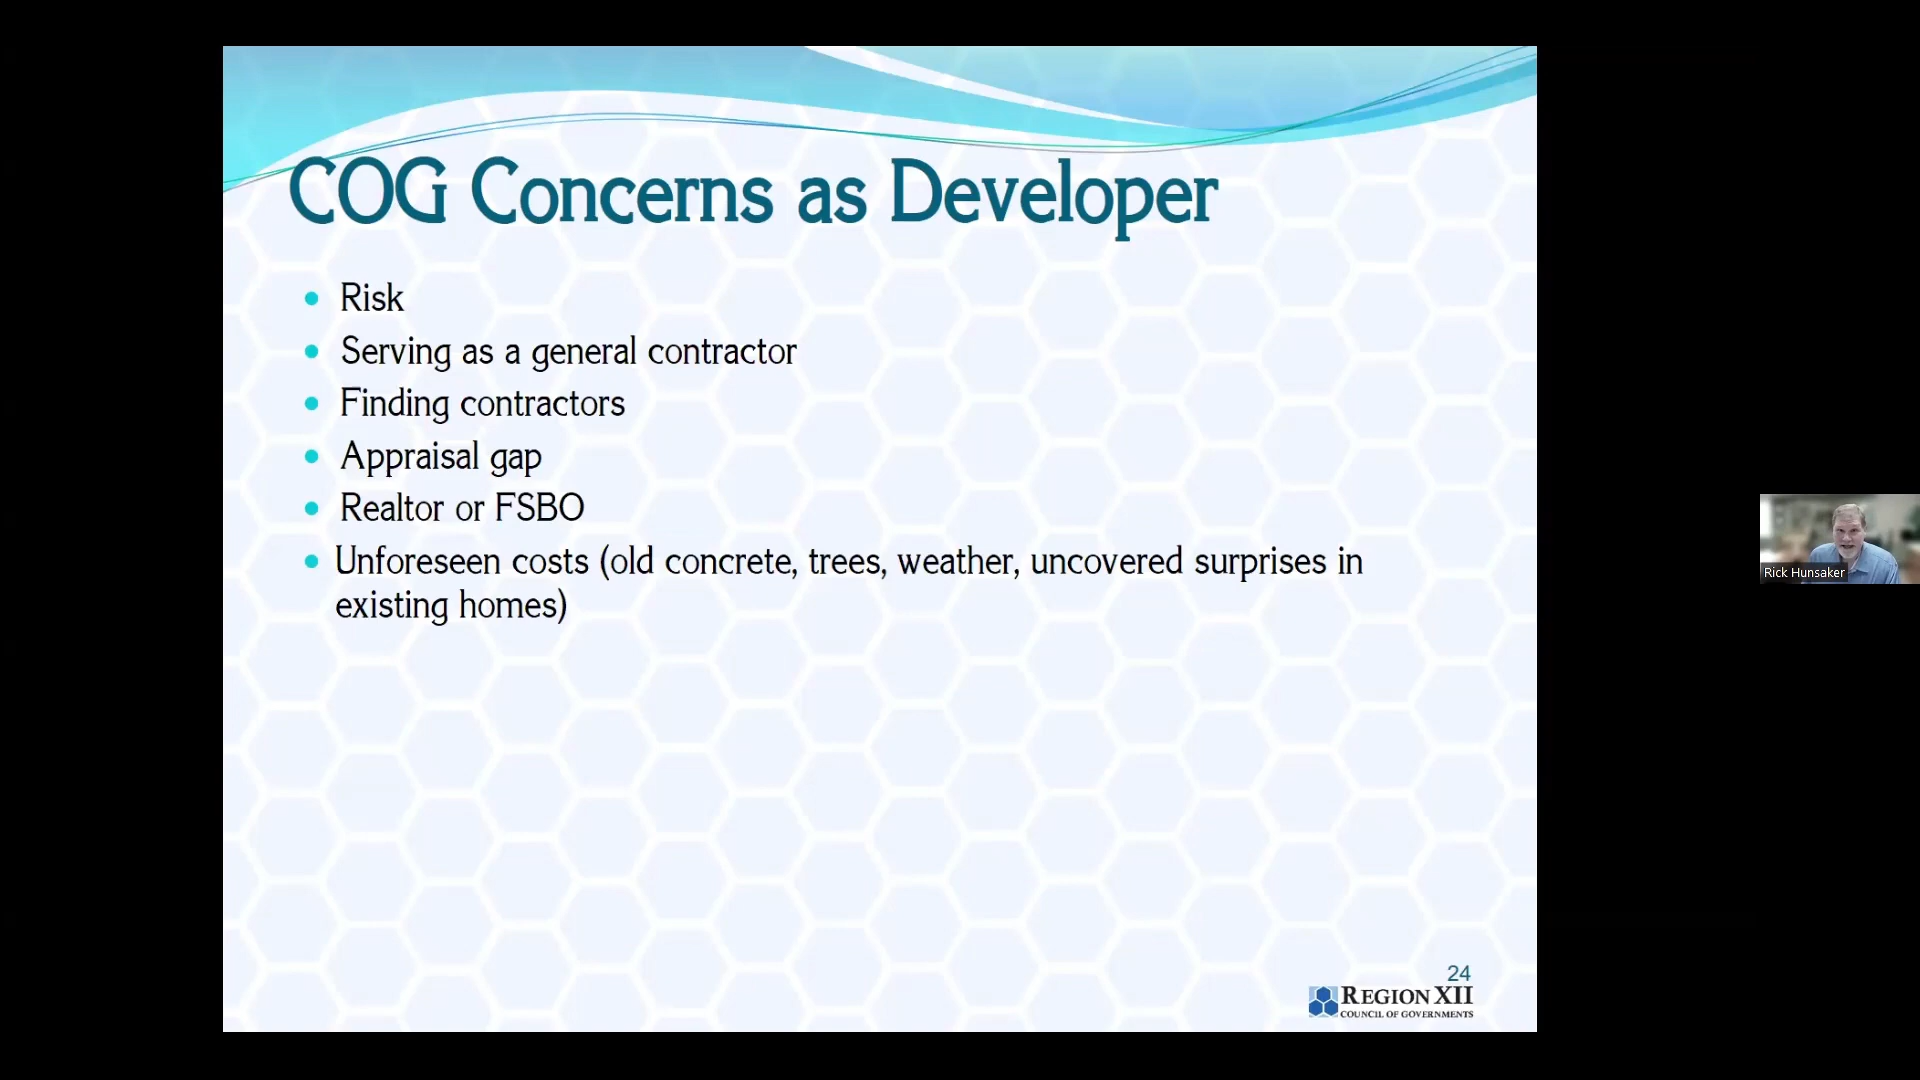 COG Concerns as Developer
Risk
Serving as a general contractor
Finding contractors
Appraisal gap
Realtor or FSBO
Unforeseen costs (old concrete, trees, weather, uncovered surprises in
existing homes)
Rick Hunsaker
24
REGION XII
COUNCIL OF GOVERNMENTS